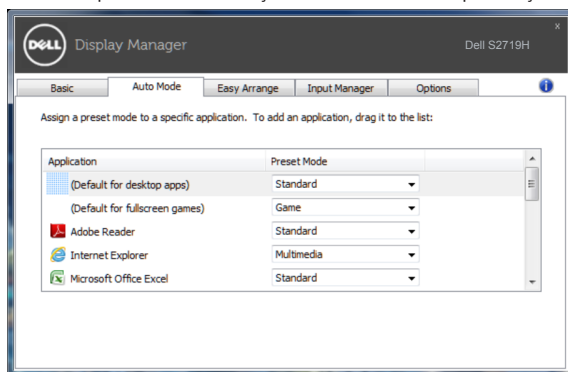 DELL Display Manager
Dell S2719H
x
Basic Auto Mode Easy Arrange Input Manager Options i
Assign a preset mode to a specific application. To add an application, drag it to the list:
Application Preset Mode
(Default for desktop apps) Standard
(Default for fullscreen games) Game
Adobe Reader Standard
Internet Explorer Multimedia
Microsoft Office Excel Standard